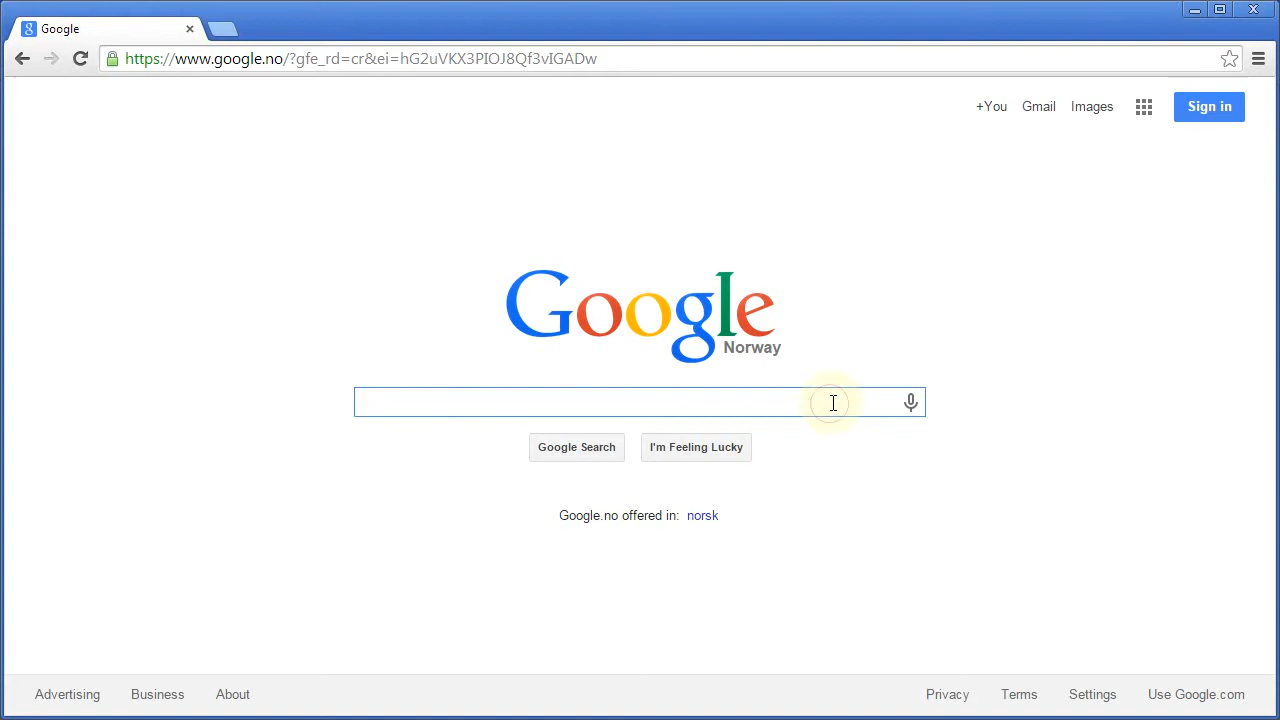 Google
https://www.google.no/?gfe_rd=cr&ei=hG2uVKX3PIOJ8Qf3vIGADw
+You Gmail Images Sign in
Google
Norway
Google Search I'm Feeling Lucky
Google.no offered in: norsk
Advertising Business About Privacy Terms Settings Use Google.com